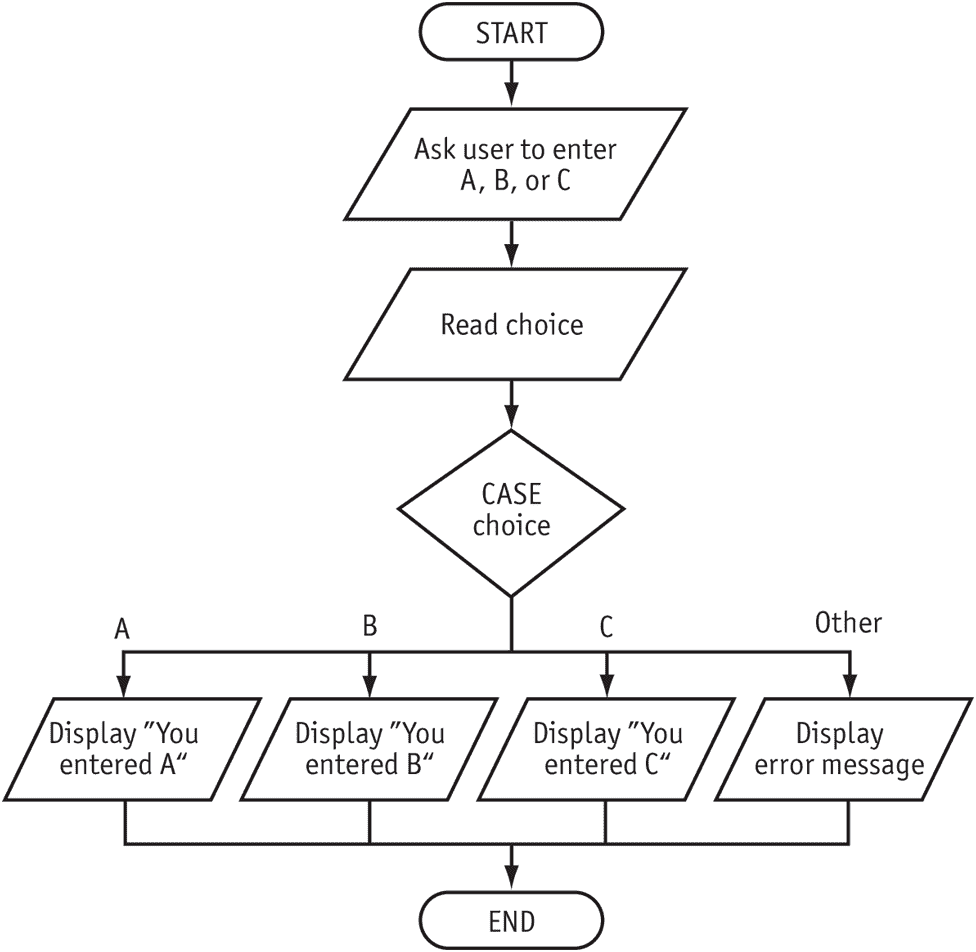 START
Ask user to enter
A, B, or C
Read choice
CASE
choice
A
B
C
Other
Display ”You
entered A“
Display ”You
entered B“
Display ”You
entered C“
Display
error message
END